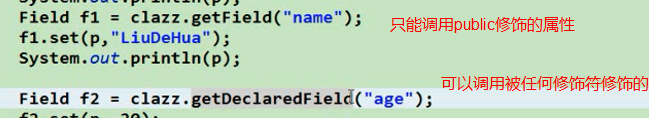 System.out.println(p);
Field f1 = clazz.getField("name");
只能调用public修饰的属性
f1.set(p,"LiuDeHua");
System.out.println(p);
可以调用被任何修饰符修饰的
Field f2 = clazz.getDeclaredField("age");
f2.set(p, 20);